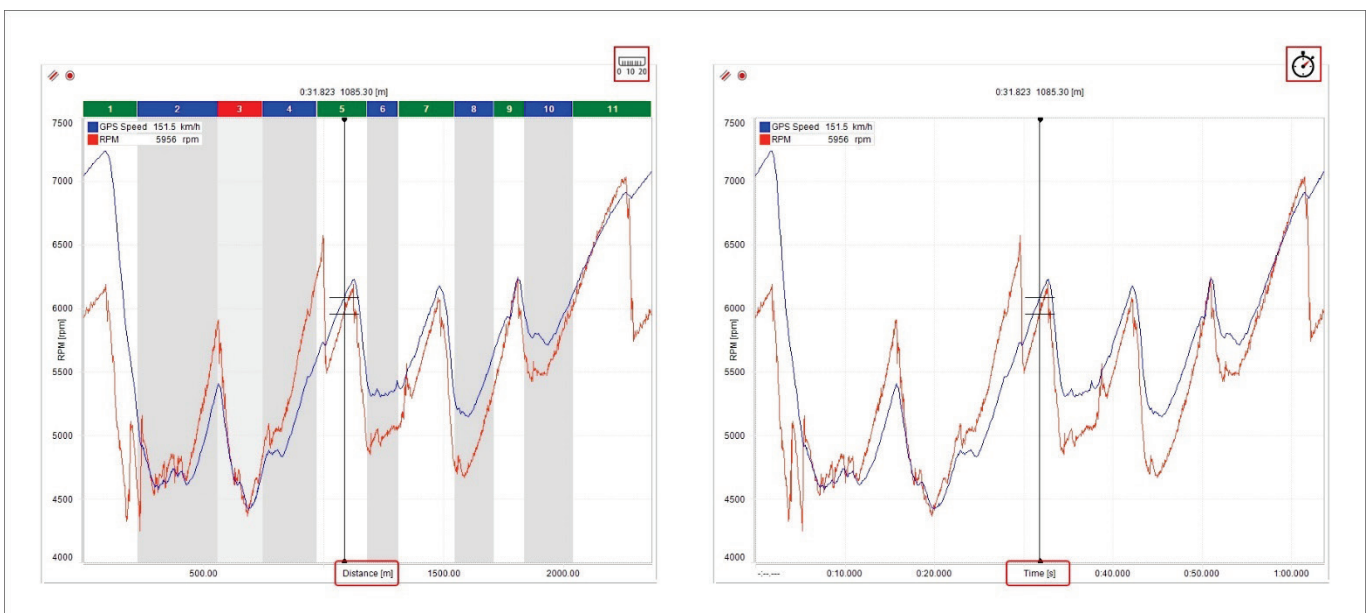 0 10 20
0:31.823 1085.30 [m]
1 2 3 4 5 6 7 8 9 10 11
7500
GPS Speed 151.5 km/h
RPM 5956 rpm
7000
6500
6000
RPM [rpm]
5500
5000
4500
4000
500.00 Distance [m] 1500.00 2000.00
0:31.823 1085.30 [m]
7500
GPS Speed 151.5 km/h
RPM 5956 rpm
7000
6500
6000
RPM [rpm]
5500
5000
4500
4000
-:--.--- 0:10.000 0:20.000 Time [s] 0:40.000 0:50.000 1:00.000